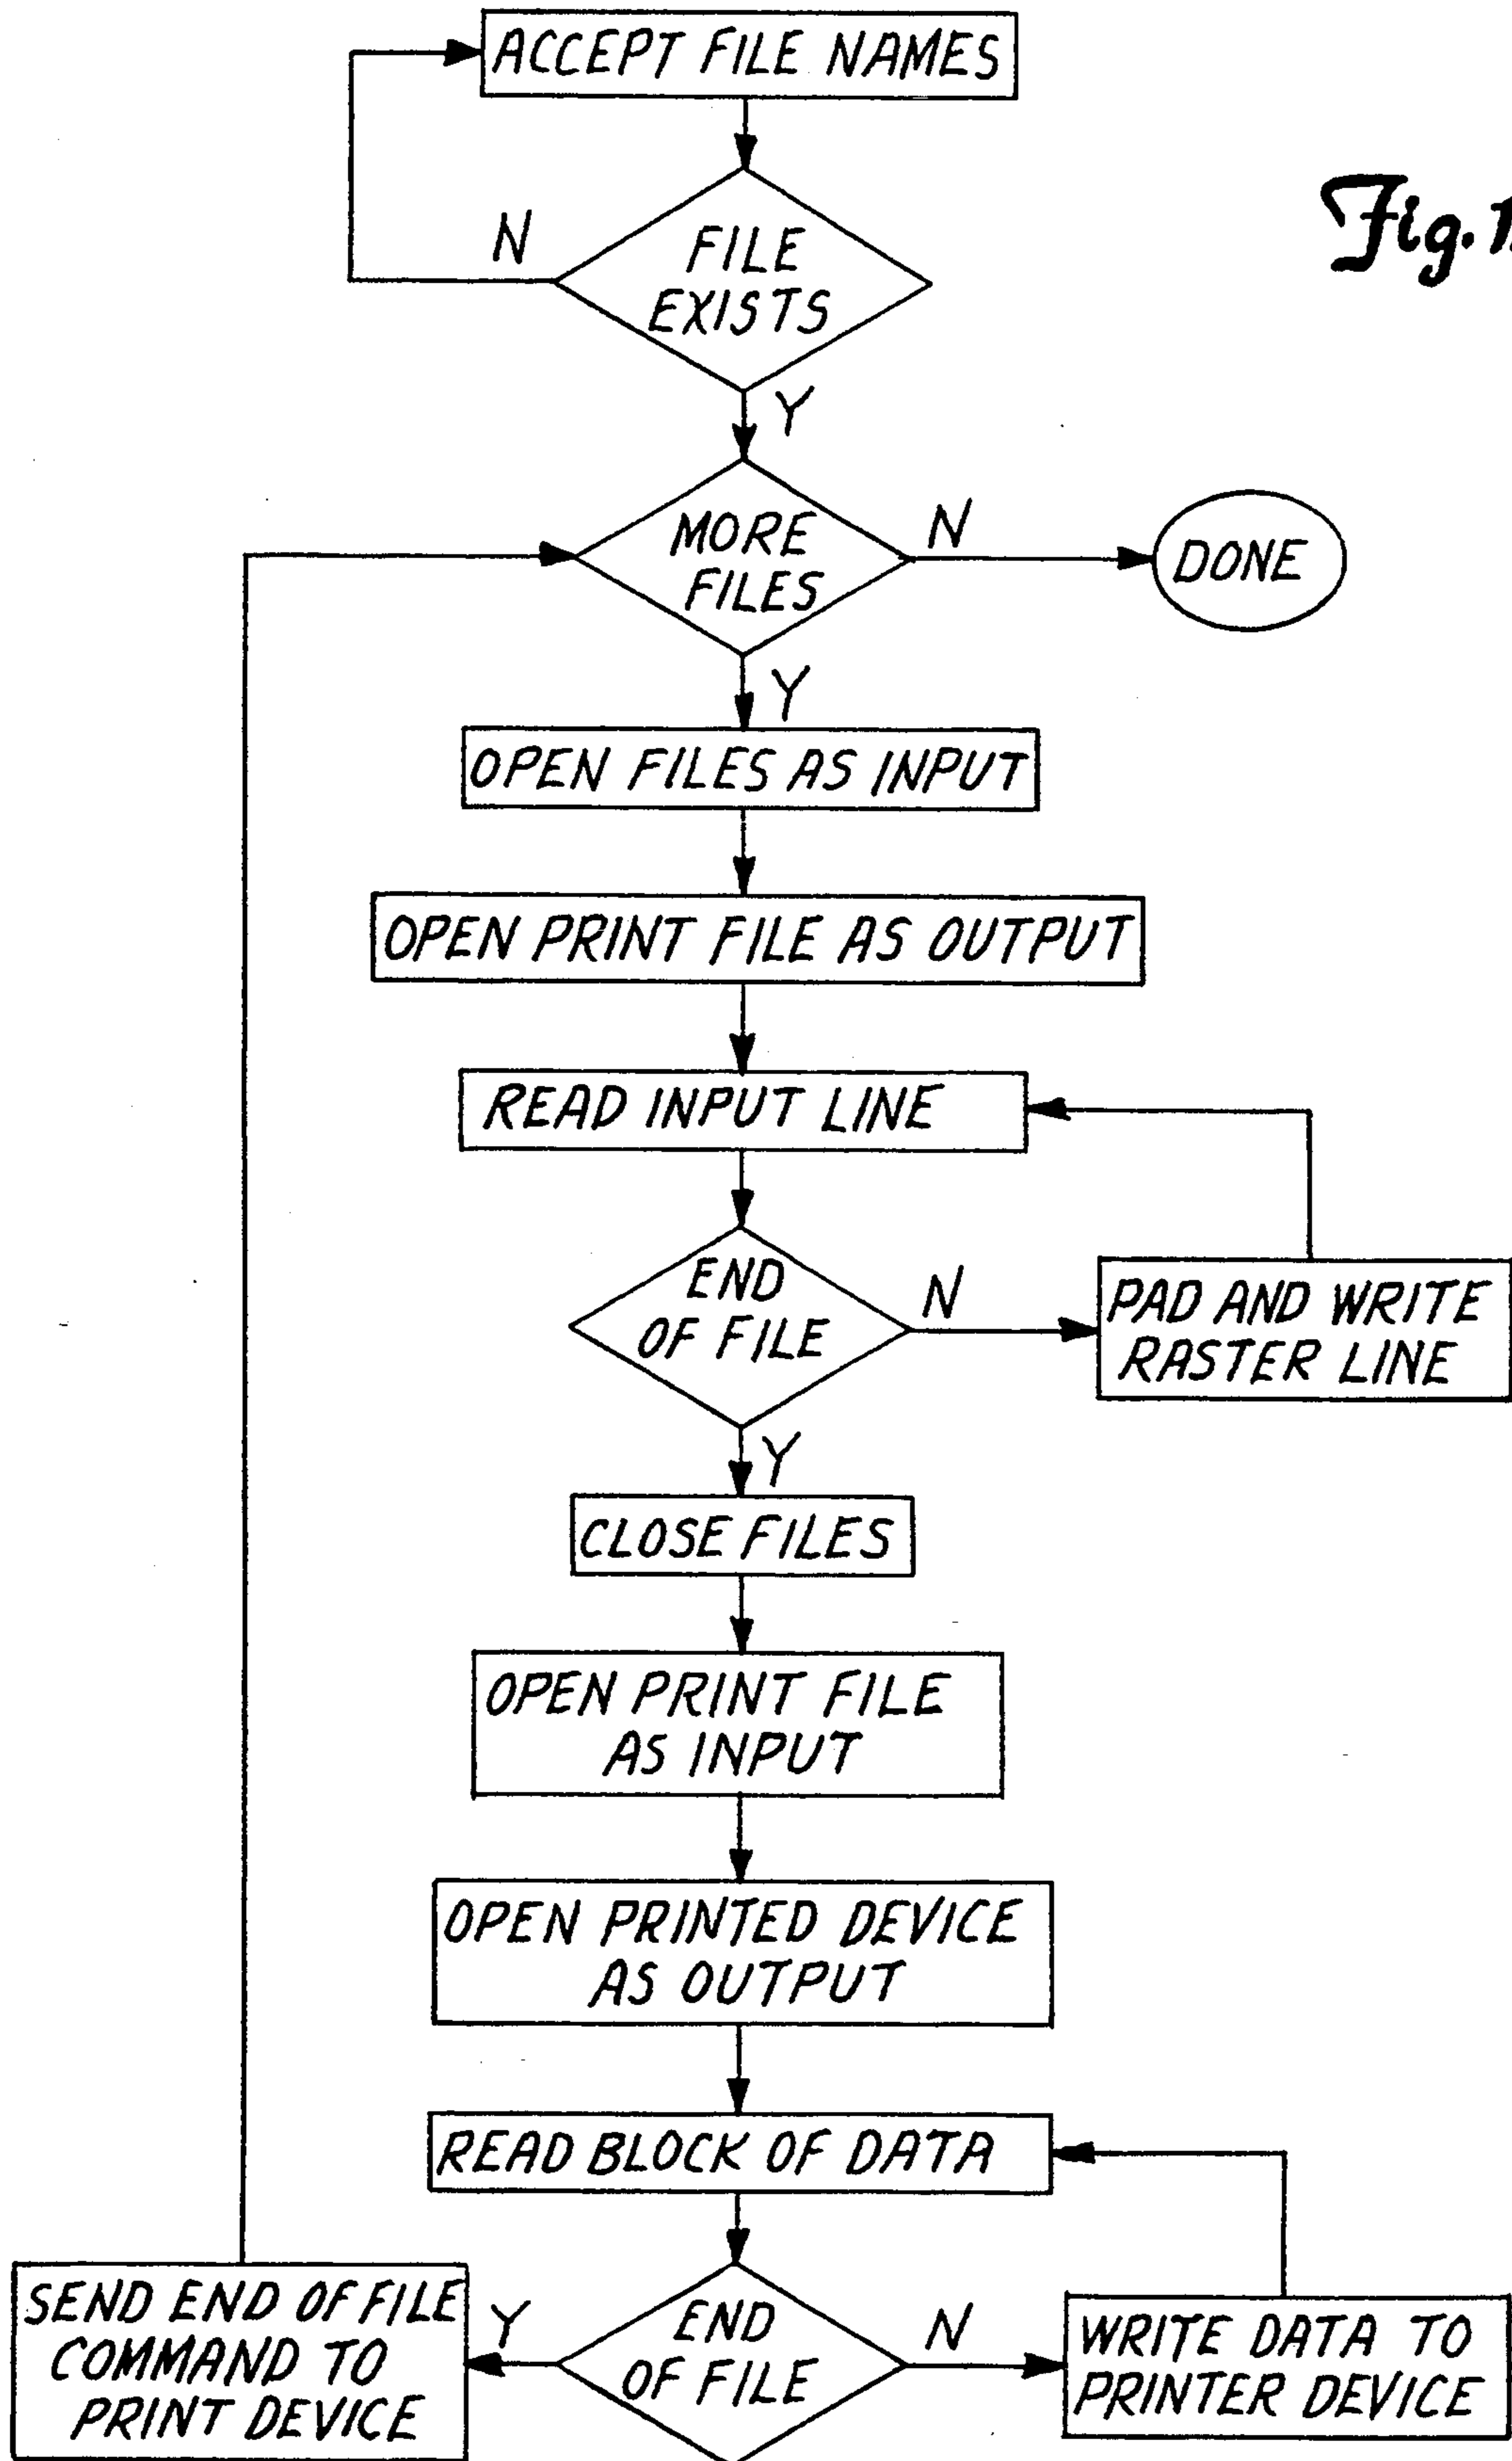 ACCEPT FILE NAMES
Fig. 1
N
FILE
EXISTS
Y
MORE
FILES
N
DONE
Y
OPEN FILES AS INPUT
OPEN PRINT FILE AS OUTPUT
READ INPUT LINE
END
OF FILE
N
PAD AND WRITE
RASTER LINE
Y
CLOSE FILES
OPEN PRINT FILE
AS INPUT
OPEN PRINTED DEVICE
AS OUTPUT
READ BLOCK OF DATA
SEND END OF FILE
COMMAND TO
PRINT DEVICE
Y
END
OF FILE
N
WRITE DATA TO
PRINTER DEVICE